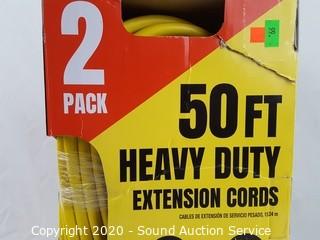 2
PACK
99.
50 FT
HEAVY DUTY
EXTENSION CORDS
CABLES DE EXTENSIÓN DE SERVICIO PESADO, 15.24 m
Copyright 2020 - Sound Auction Service